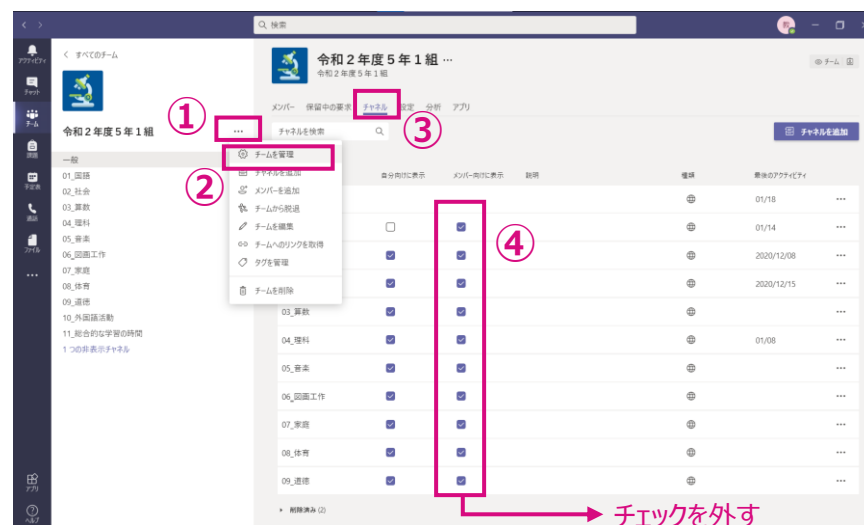 検索
教
アクティビティ
チャット
チーム
課題
予定表
通話
ファイル
アプリ
ヘルプ
すべてのチーム
令和２年度５年１組
一般
01_国語
02_社会
03_算数
04_理科
05_音楽
06_図画工作
07_家庭
08_体育
09_道徳
10_外国語活動
11_総合的な学習の時間
1 つの非表示チャネル
①
②
チームを管理
チャネルを追加
メンバーを追加
チームから脱退
チームを編集
チームへのリンクを取得
タグを管理
チームを削除
令和２年度５年１組 …
令和２年度５年１組
チーム
メンバー 保留中の要求 チャネル 設定 分析 アプリ
③
チャネルを検索
チャネルを追加
自分向けに表示 メンバー向けに表示 説明 種類 最後のアクティビティ
01/18
01/14
④
2020/12/08
2020/12/15
03_算数
04_理科 01/08
05_音楽
06_図画工作
07_家庭
08_体育
09_道徳
削除済み (2)
チェックを外す